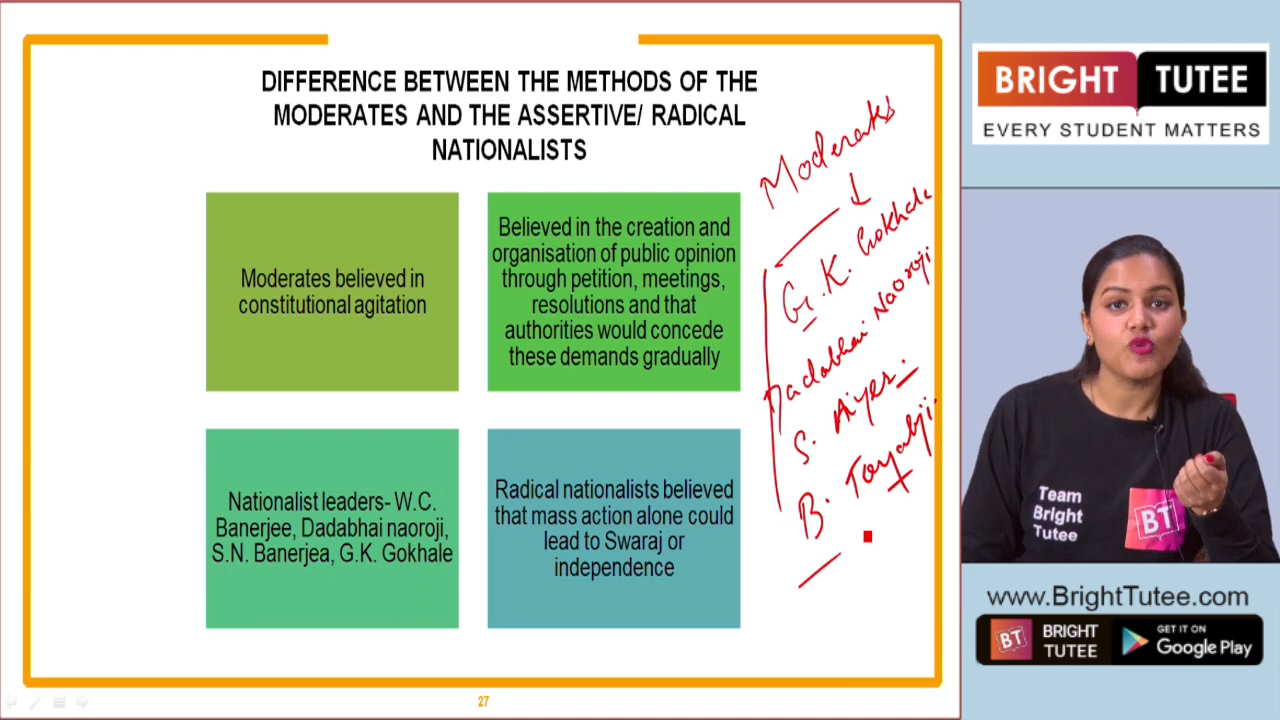 DIFFERENCE BETWEEN THE METHODS OF THE
MODERATES AND THE ASSERTIVE/ RADICAL
NATIONALISTS
Moderates believed in
constitutional agitation
Believed in the creation and
organisation of public opinion
through petition, meetings,
resolutions and that
authorities would concede
these demands gradually
Nationalist leaders- W.C.
Banerjee, Dadabhai naoroji,
S.N. Banerjea, G.K. Gokhale
Radical nationalists believed
that mass action alone could
lead to Swaraj or
independence
Moderates
G.K. Gokhale
Dadabhai Naoroji
S. Aiyer.
B. Tayabji.
27
BRIGHT TUTEE
EVERY STUDENT MATTERS
Team
Bright
Tutee
BT
www.BrightTutee.com
BT
BRIGHT
TUTEE
GET IT ON
Google Play